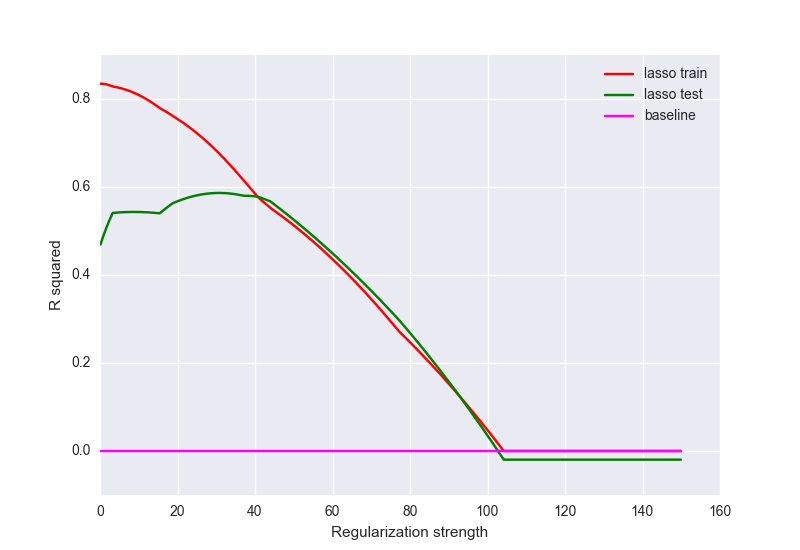 lasso train
lasso test
baseline
0.8
0.6
0.4
0.2
0.0
R squared
0 20 40 60 80 100 120 140 160
Regularization strength